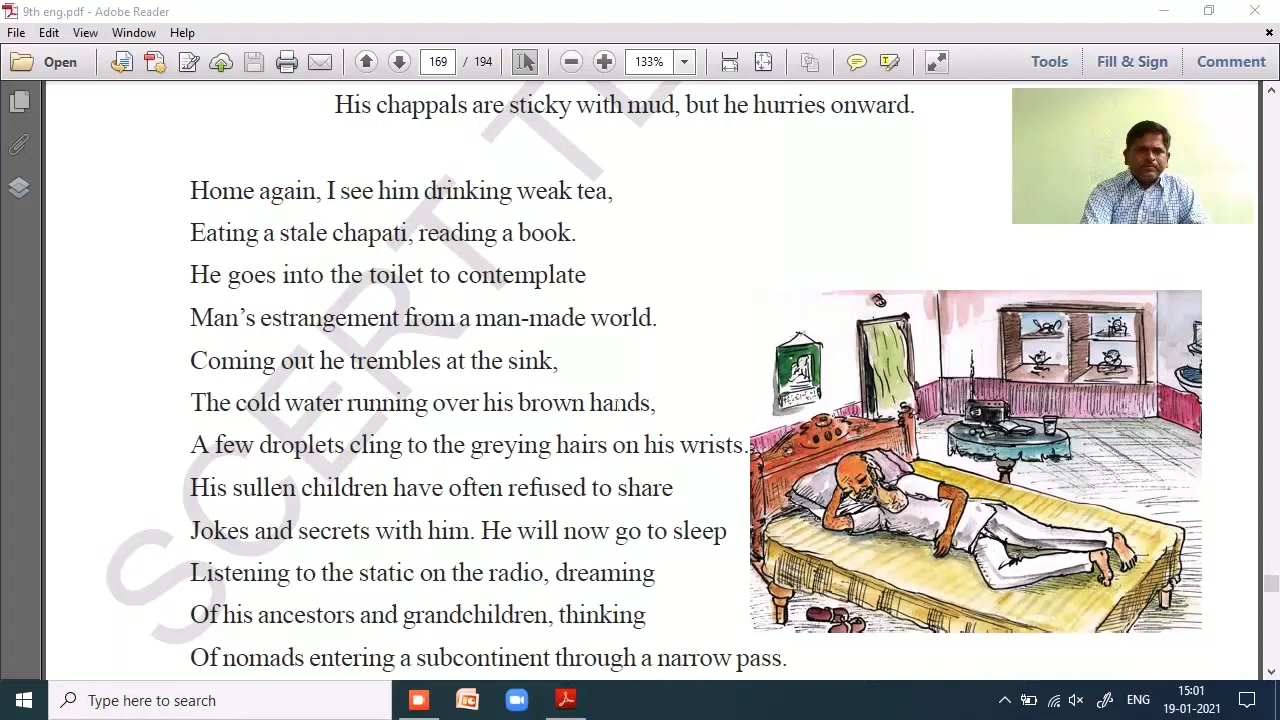 9th eng.pdf - Adobe Reader
File Edit View Window Help
Open 169 / 194 133% Tools Fill & Sign Comment
His chappals are sticky with mud, but he hurries onward.
Home again, I see him drinking weak tea,
Eating a stale chapati, reading a book.
He goes into the toilet to contemplate
Man's estrangement from a man-made world.
Coming out he trembles at the sink,
The cold water running over his brown hands,
A few droplets cling to the greying hairs on his wrists.
His sullen children have often refused to share
Jokes and secrets with him. He will now go to sleep
Listening to the static on the radio, dreaming
Of his ancestors and grandchildren, thinking
Of nomads entering a subcontinent through a narrow pass.
SCERT TE
Type here to search
ENG
15:01
19-01-2021